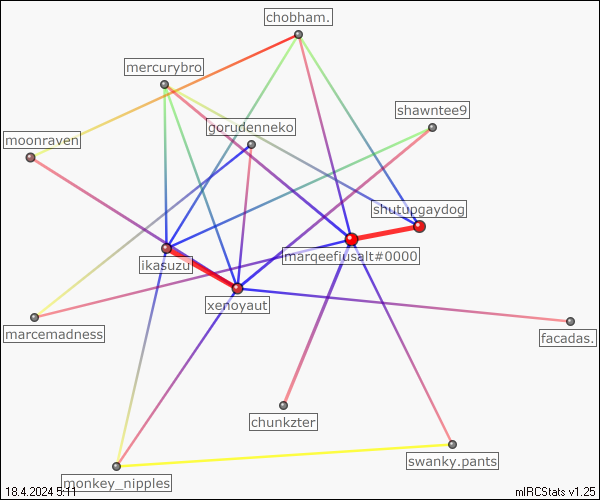 chobham.
mercurybro
shawntee9
gorudenneko
moonraven
shutupgaydog
marqeefiusalt#0000
ikasuzu
xenoyaut
marcemadness
facadas.
chunkzter
swanky.pants
monkey_nipples
18.4.2024 5:11
mIRCStats v1.25